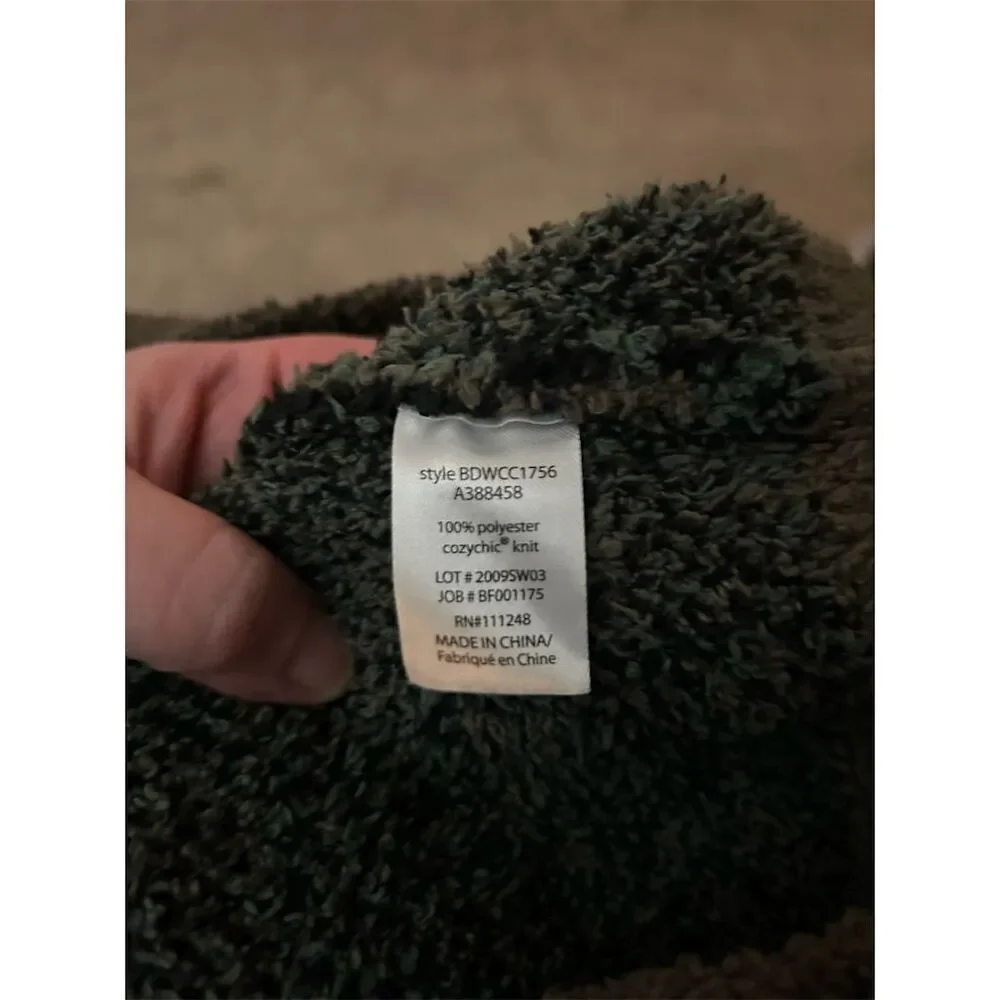 style BDWCC1756
A388458
100% polyester
cozychic® knit
LOT # 2009SW03
JOB # BF001175
RN#111248
MADE IN CHINA/
Fabriqué en Chine